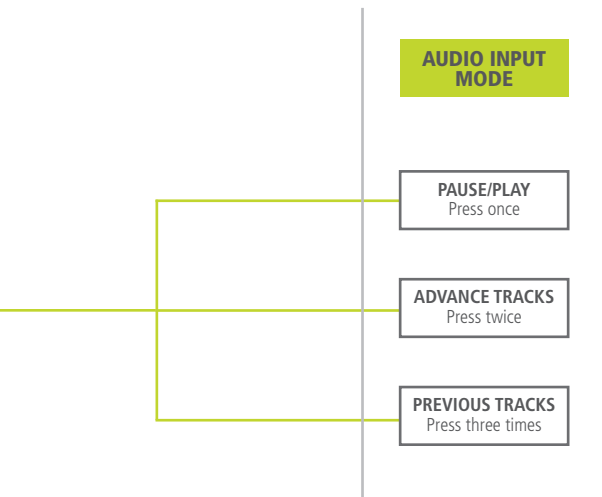 AUDIO INPUT
MODE
PAUSE/PLAY
Press once
ADVANCE TRACKS
Press twice
PREVIOUS TRACKS
Press three times